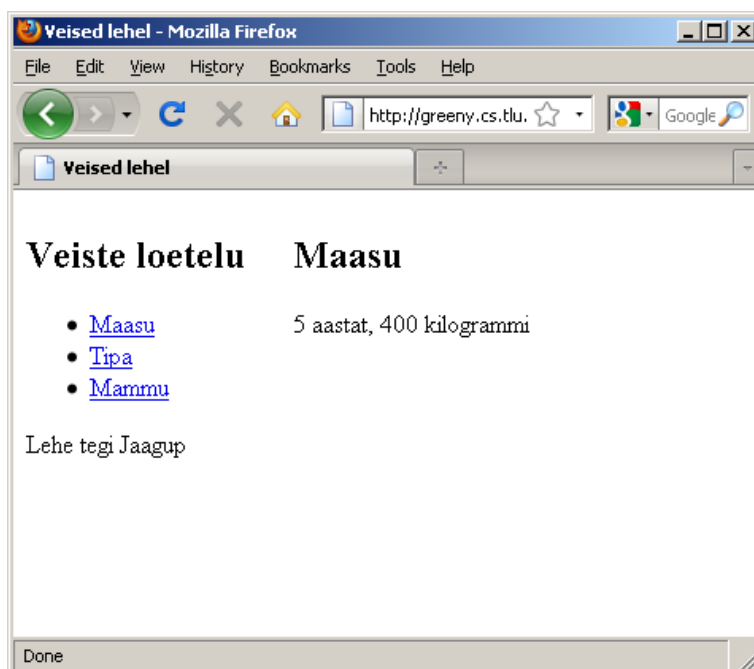 Veised lehel - Mozilla Firefox
File Edit View History Bookmarks Tools Help
http://greeny.cs.tlu. Google
Veised lehel
Veiste loetelu
Maasu
Tipa
Mammu
Maasu
5 aastat, 400 kilogrammi
Lehe tegi Jaagup
Done